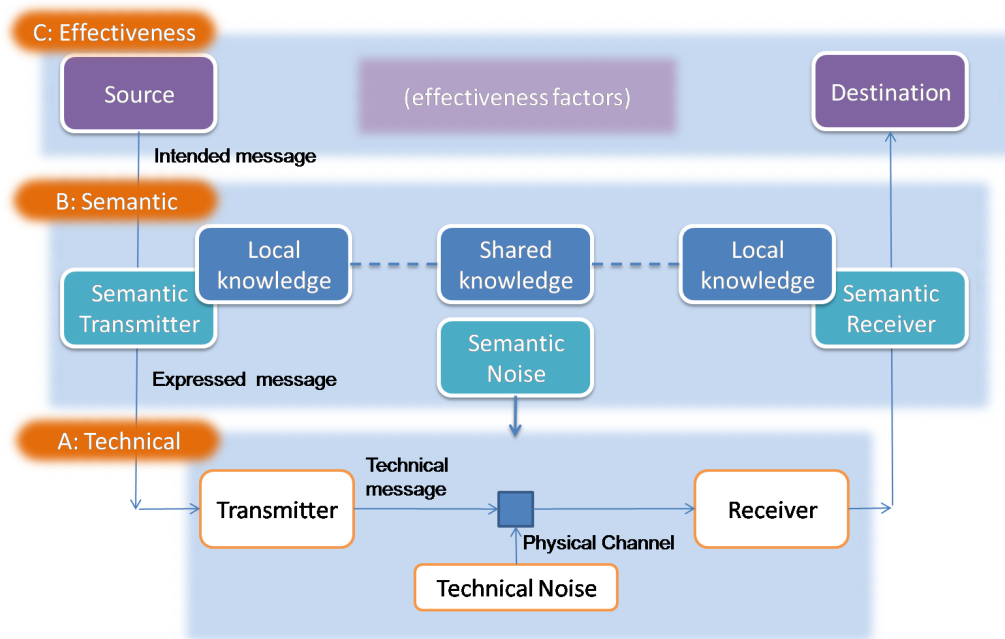 C: Effectiveness
Source
(effectiveness factors)
Destination
Intended message
B: Semantic
Local
knowledge
Shared
knowledge
Local
knowledge
Semantic
Transmitter
Semantic
Receiver
Semantic
Noise
Expressed message
A: Technical
Technical
message
Transmitter
Receiver
Physical Channel
Technical Noise